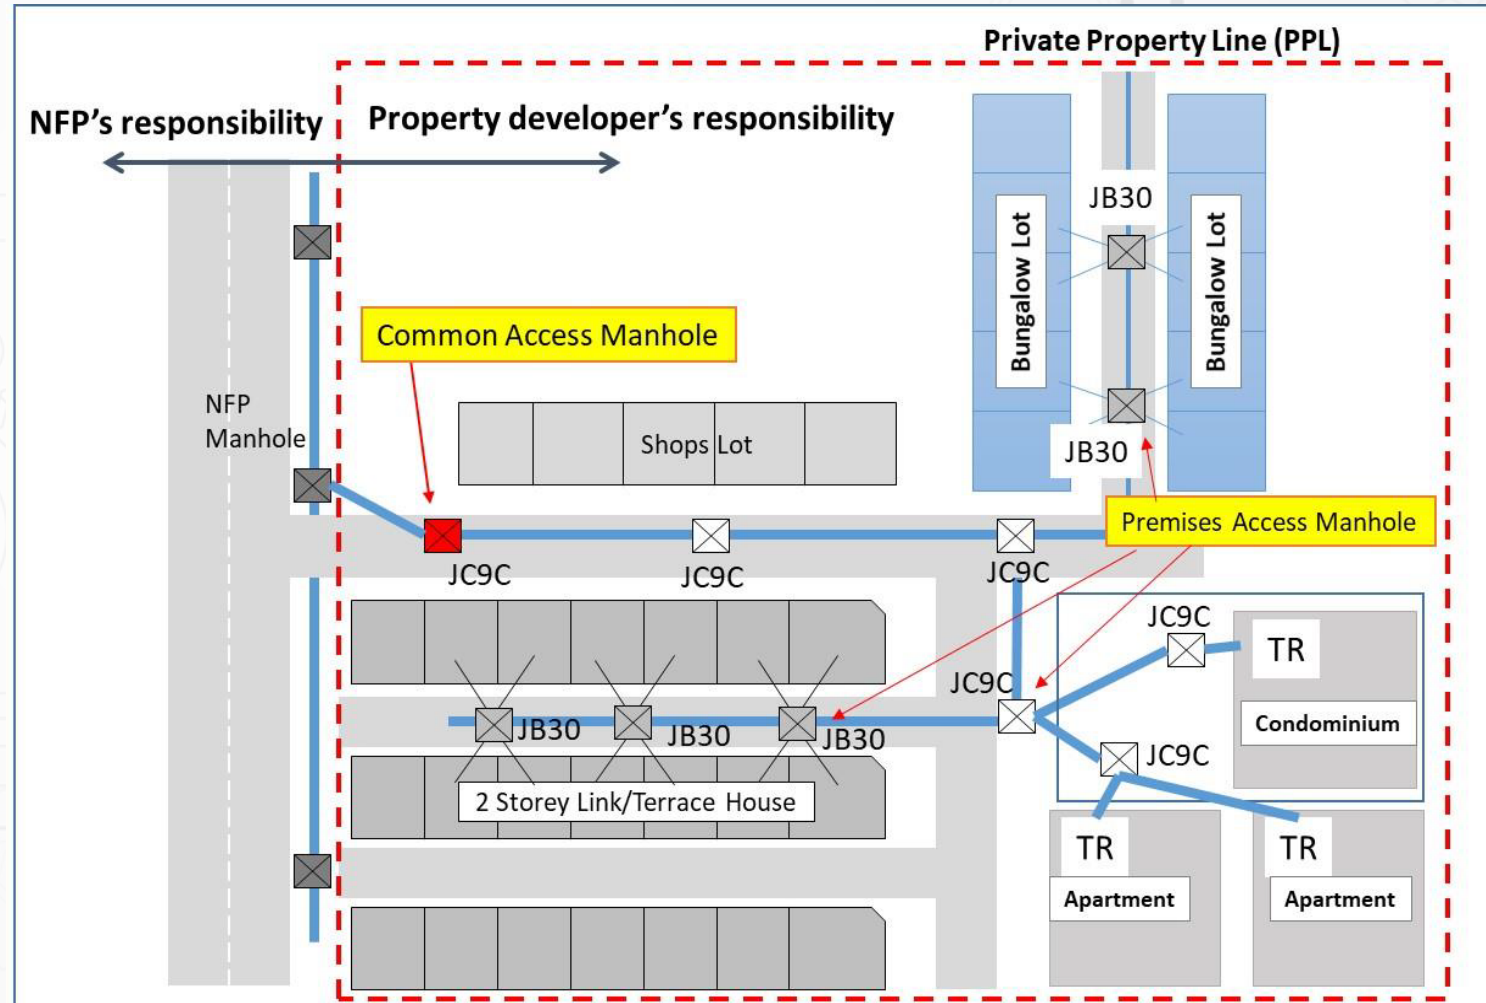 Private Property Line (PPL)
NFP's responsibility
Property developer's responsibility
JB30
Bungalow Lot
Bungalow Lot
Common Access Manhole
NFP
Manhole
Shops Lot
JB30
Premises Access Manhole
JC9C
JC9C
JC9C
JC9C
TR
JC9C
Condominium
JB30
JB30
JB30
JC9C
2 Storey Link/Terrace House
TR
TR
Apartment
Apartment